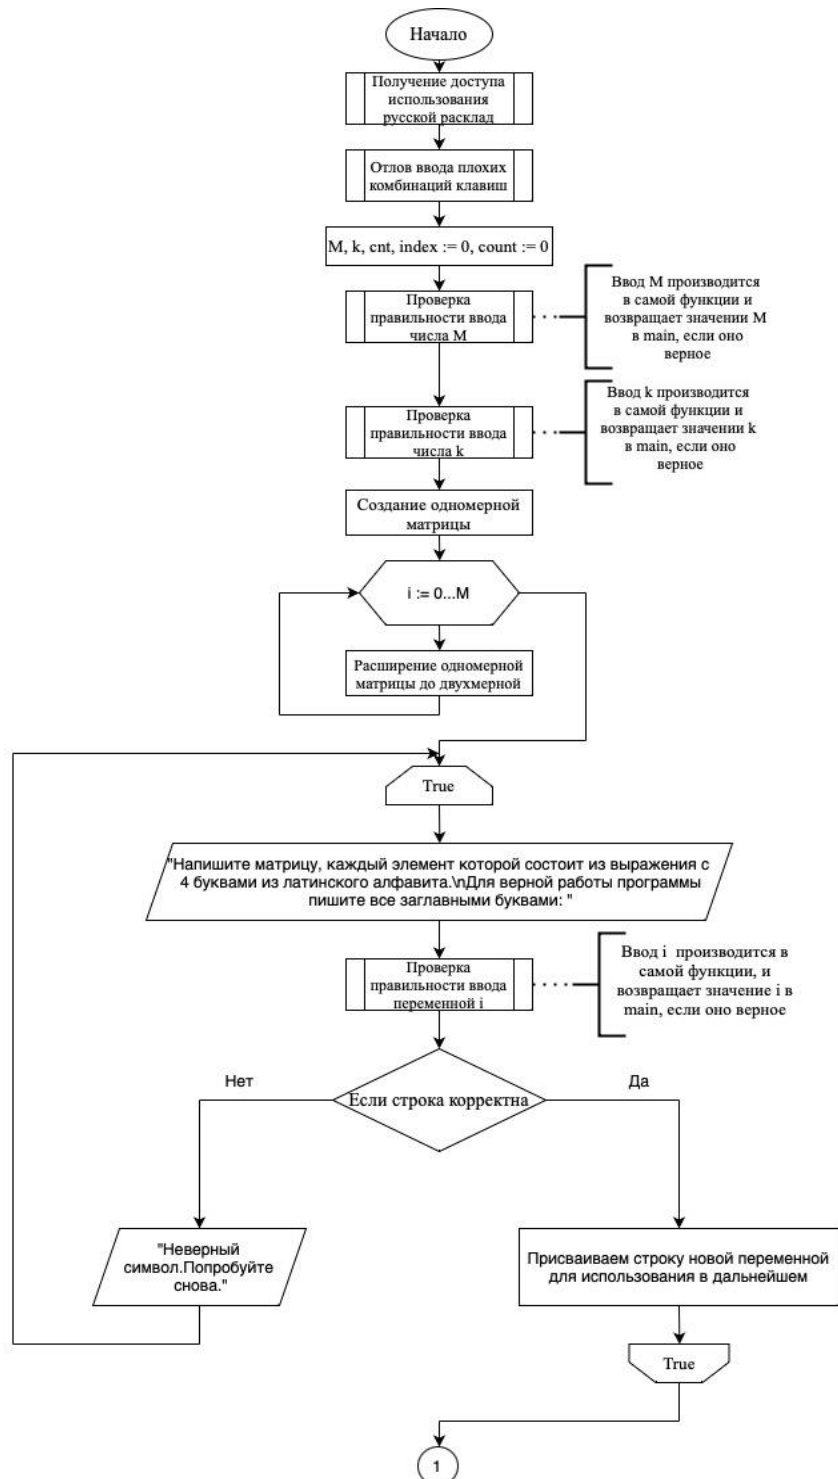 Начало
Получение доступа
использования
русской расклад
Отлов ввода плохих
комбинаций клавиш
M, k, cnt, index := 0, count := 0
Проверка
правильности ввода
числа M
Ввод M производится
в самой функции и
возвращает значении M
в main, если оно
верное
Проверка
правильности ввода
числа k
Ввод k производится
в самой функции и
возвращает значении k
в main, если оно
верное
Создание одномерной
матрицы
i := 0...M
Расширение одномерной
матрицы до двухмерной
True
"Напишите матрицу, каждый элемент которой состоит из выражения с
4 буквами из латинского алфавита.\nДля верной работы программы
пишите все заглавными буквами: "
Проверка
правильности ввода
переменной i
Ввод i производится в
самой функции, и
возвращает значение i в
main, если оно верное
Нет
Да
Если строка корректна
"Неверный
символ.Попробуйте
снова."
Присваиваем строку новой переменной
для использования в дальнейшем
True
1